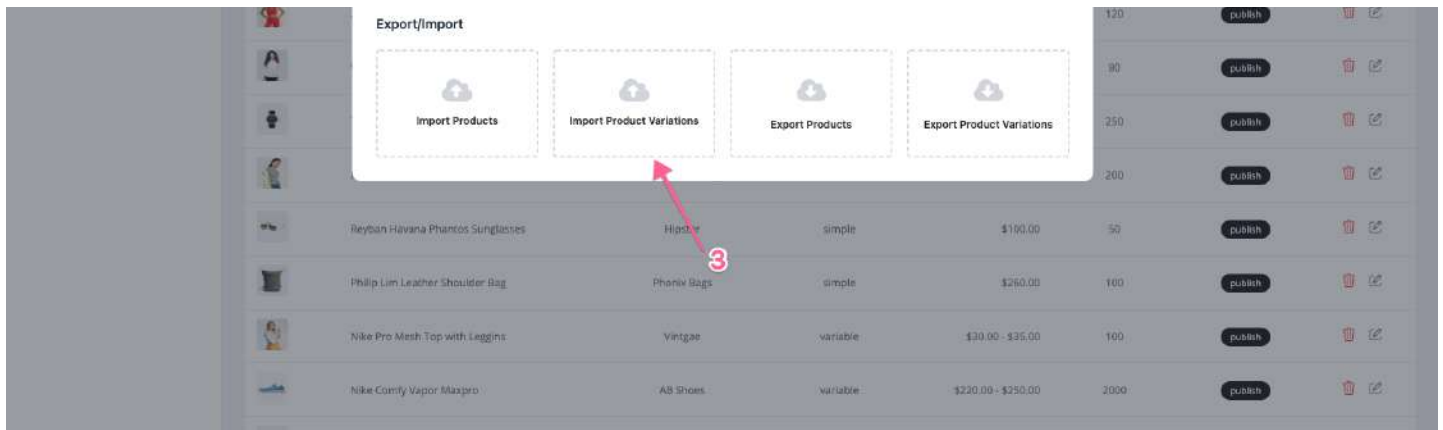 Export/Import
120 publish
Import Products Import Product Variations Export Products Export Product Variations
90 publish
250 publish
200 publish
Reyban Havana Phantos Sunglasses Hipster simple $100.00 50 publish
3
Philip Lim Leather Shoulder Bag Phonix Bags simple $260.00 100 publish
Nike Pro Mesh Top with Leggins Vintgae variable $30.00 - $35.00 100 publish
Nike Comfy Vapor Maxpro AB Shoes variable $220.00 - $250.00 2000 publish